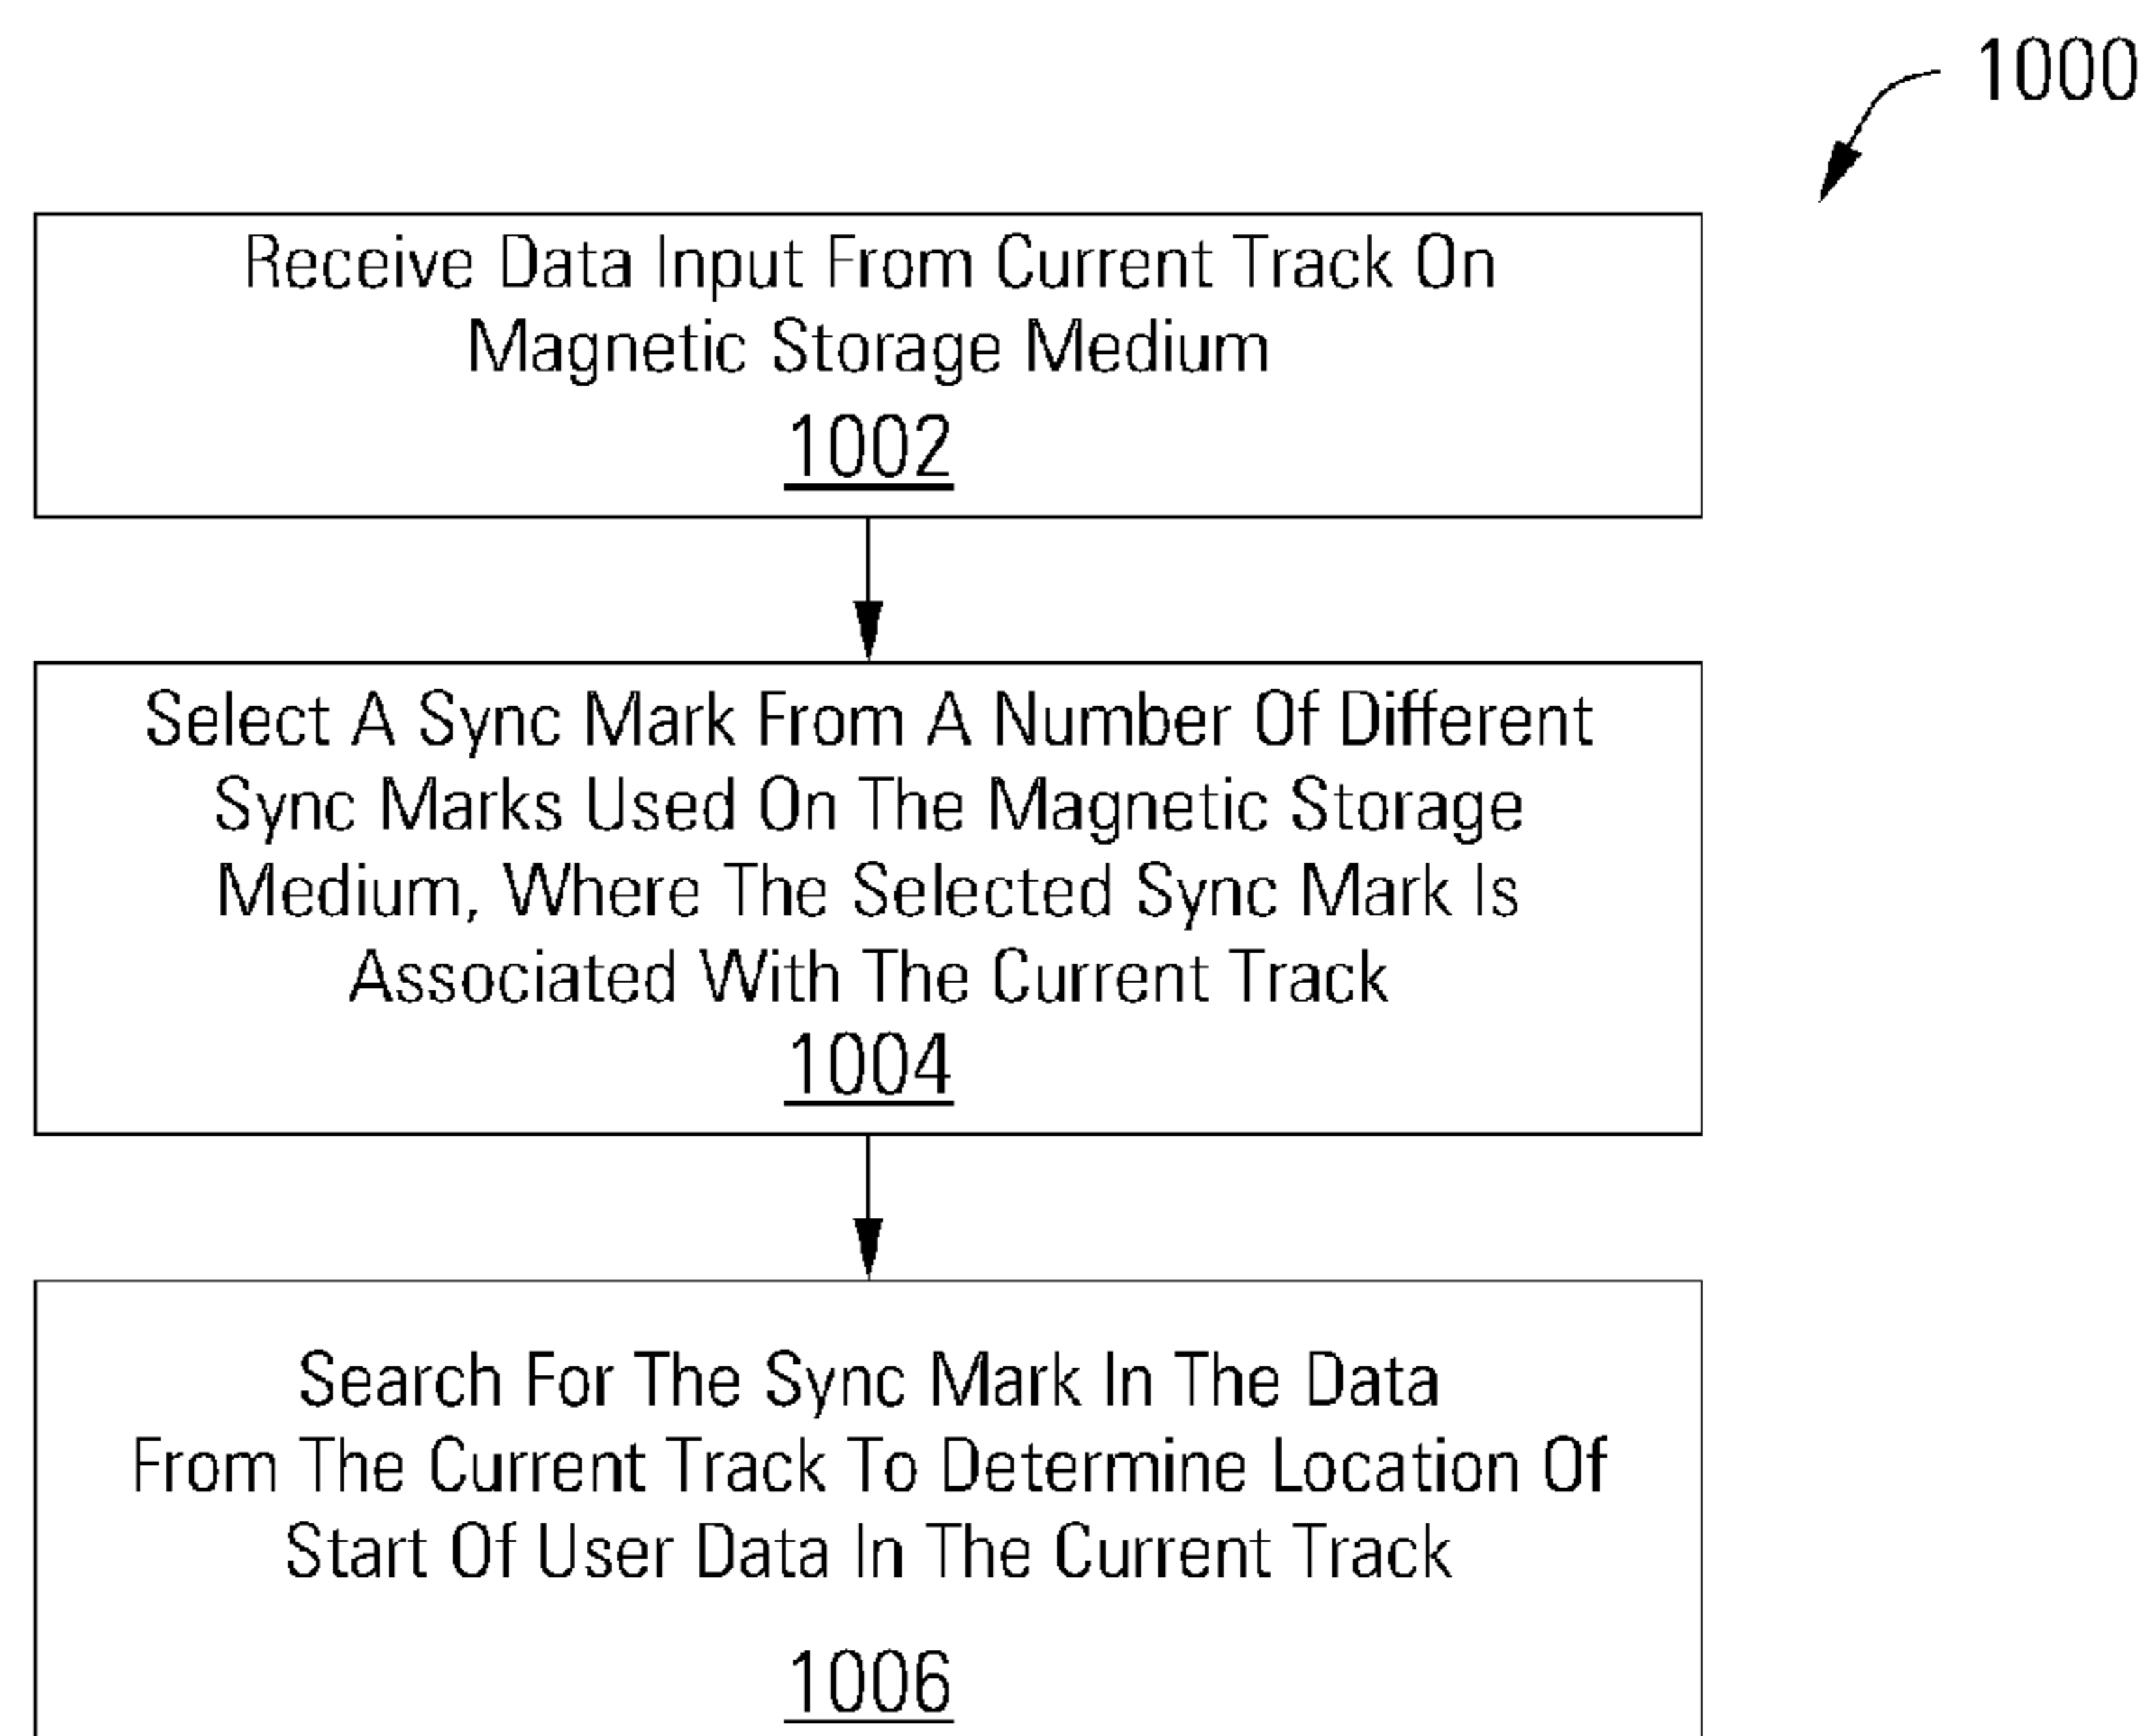 1000
Receive Data Input From Current Track On
Magnetic Storage Medium
1002
Select A Sync Mark From A Number Of Different
Sync Marks Used On The Magnetic Storage
Medium, Where The Selected Sync Mark Is
Associated With The Current Track
1004
Search For The Sync Mark In The Data
From The Current Track To Determine Location Of
Start Of User Data In The Current Track
1006